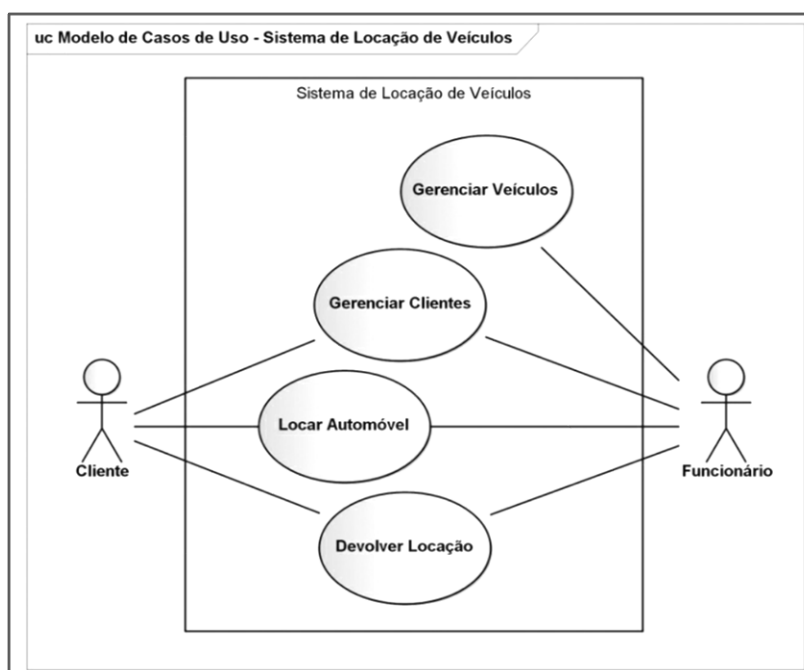 uc Modelo de Casos de Uso - Sistema de Locação de Veículos
Sistema de Locação de Veículos
Gerenciar Veículos
Gerenciar Clientes
Locar Automóvel
Cliente
Funcionário
Devolver Locação